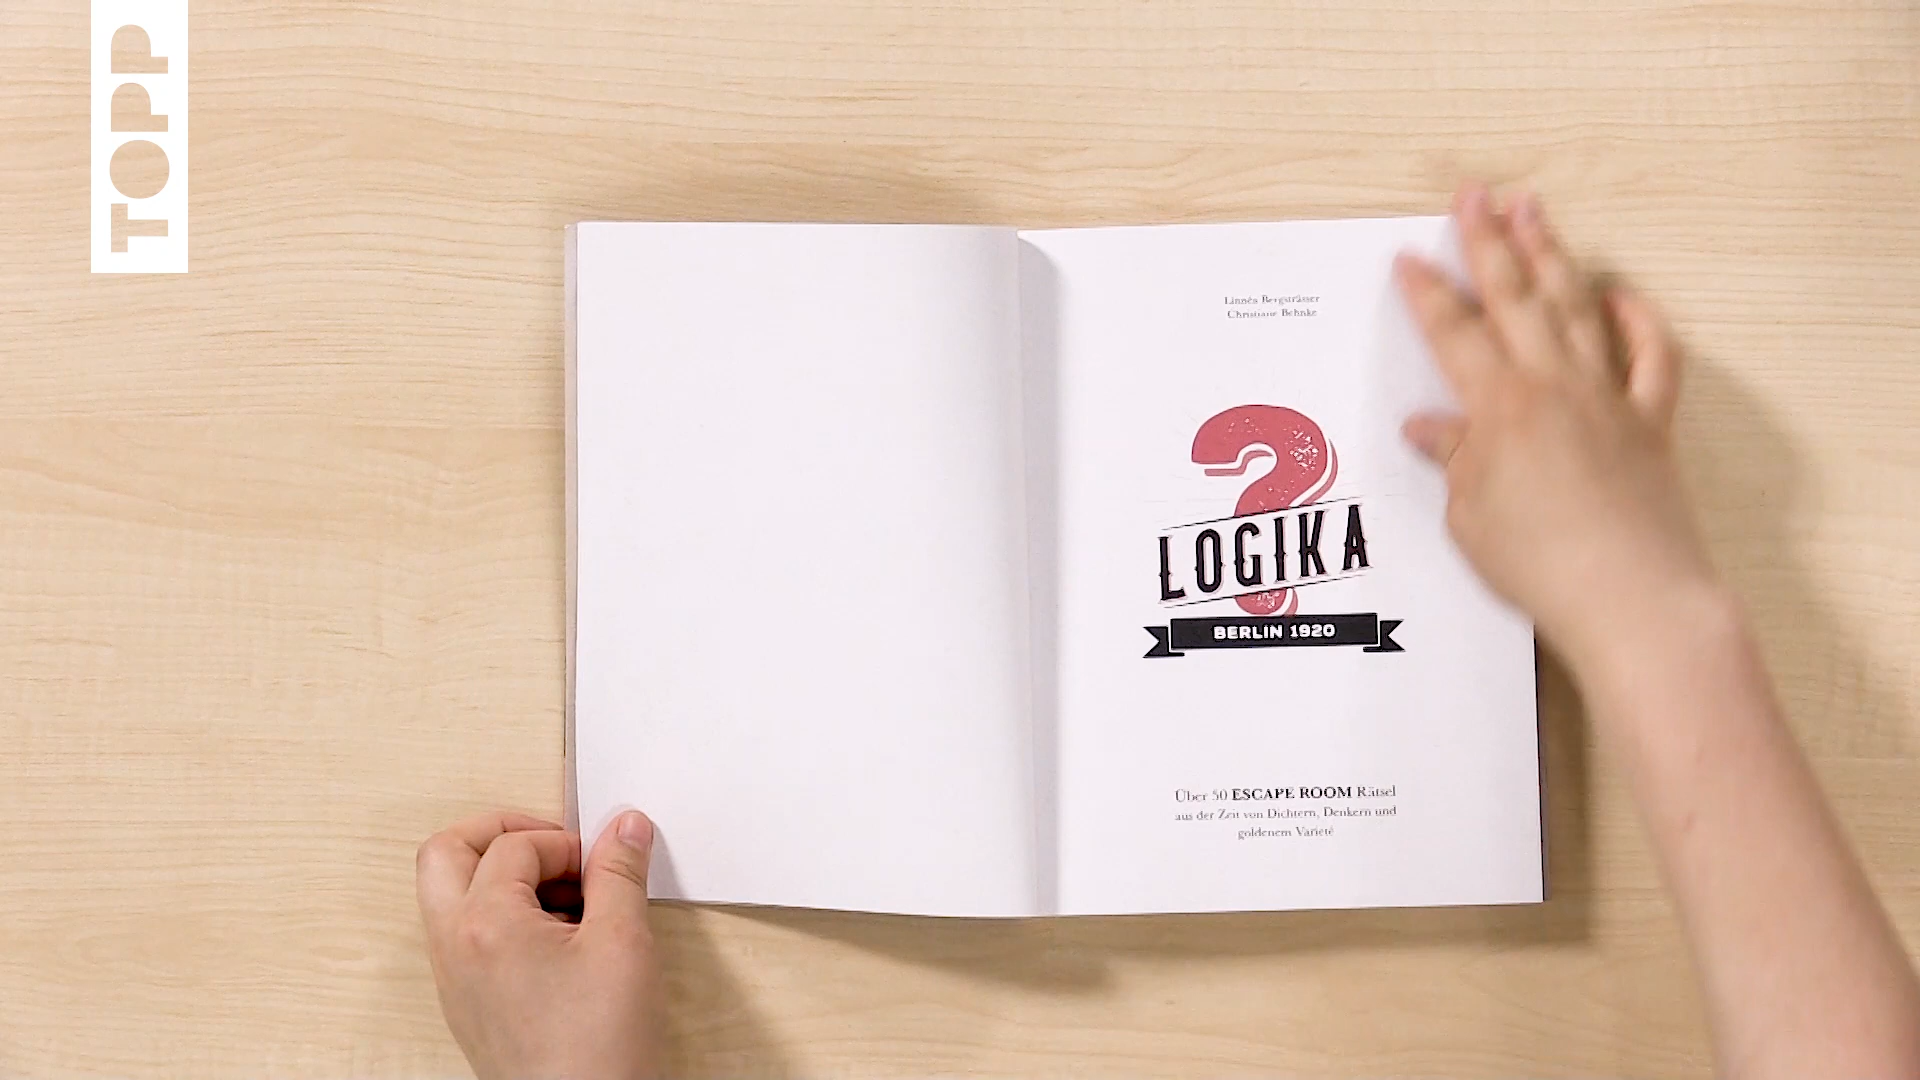 TOPP
Linnéa Bergsträsser
Christiane Behnke
LOGIKA
BERLIN 1920
Über 50 ESCAPE ROOM Rätsel
aus der Zeit von Dichtern, Denkern und
goldenem Varieté